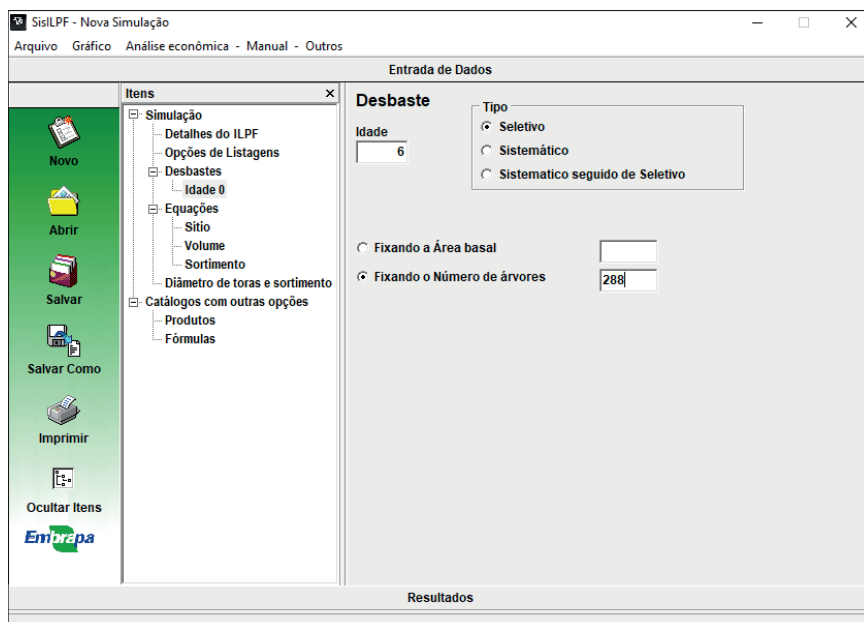 SisILPF - Nova Simulação
Arquivo Gráfico Análise econômica - Manual - Outros
Entrada de Dados
Novo
Abrir
Salvar
Salvar Como
Imprimir
Ocultar Itens
Embrapa
Itens
Simulação
Detalhes do ILPF
Opções de Listagens
Desbastes
Idade 0
Equações
Sítio
Volume
Sortimento
Diâmetro de toras e sortimento
Catálogos com outras opções
Produtos
Fórmulas
Desbaste
Idade
6
Tipo
Seletivo
Sistemático
Sistematico seguido de Seletivo
Fixando a Área basal
Fixando o Número de árvores 288
Resultados